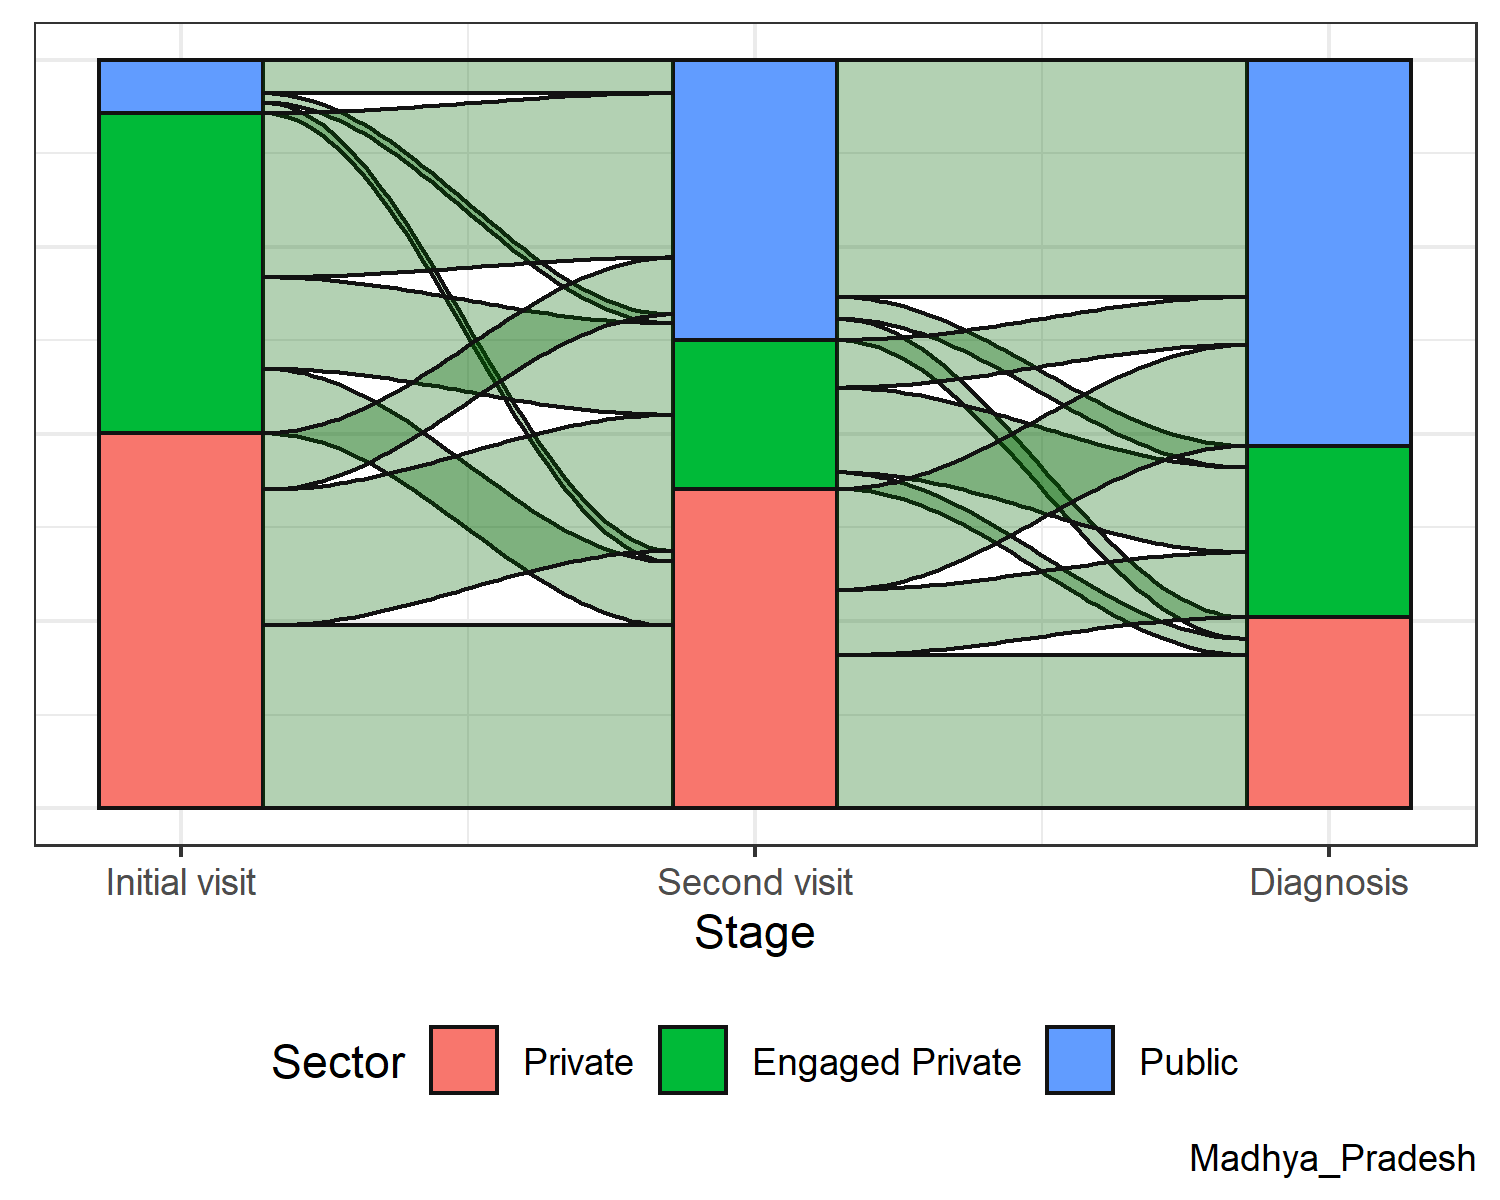 Initial visit Second visit Diagnosis
Stage
Sector Private Engaged Private Public
Madhya_Pradesh